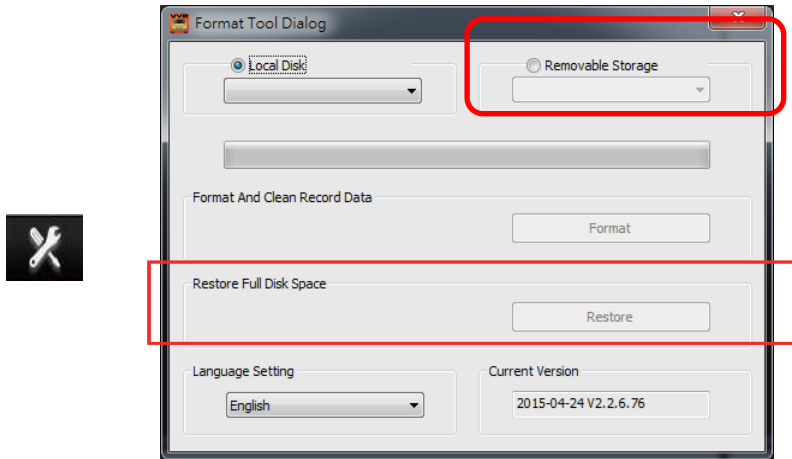 Format Tool Dialog
Local Disk
Removable Storage
Format And Clean Record Data
Format
Restore Full Disk Space
Restore
Language Setting
Current Version
English
2015-04-24 V2.2.6.76